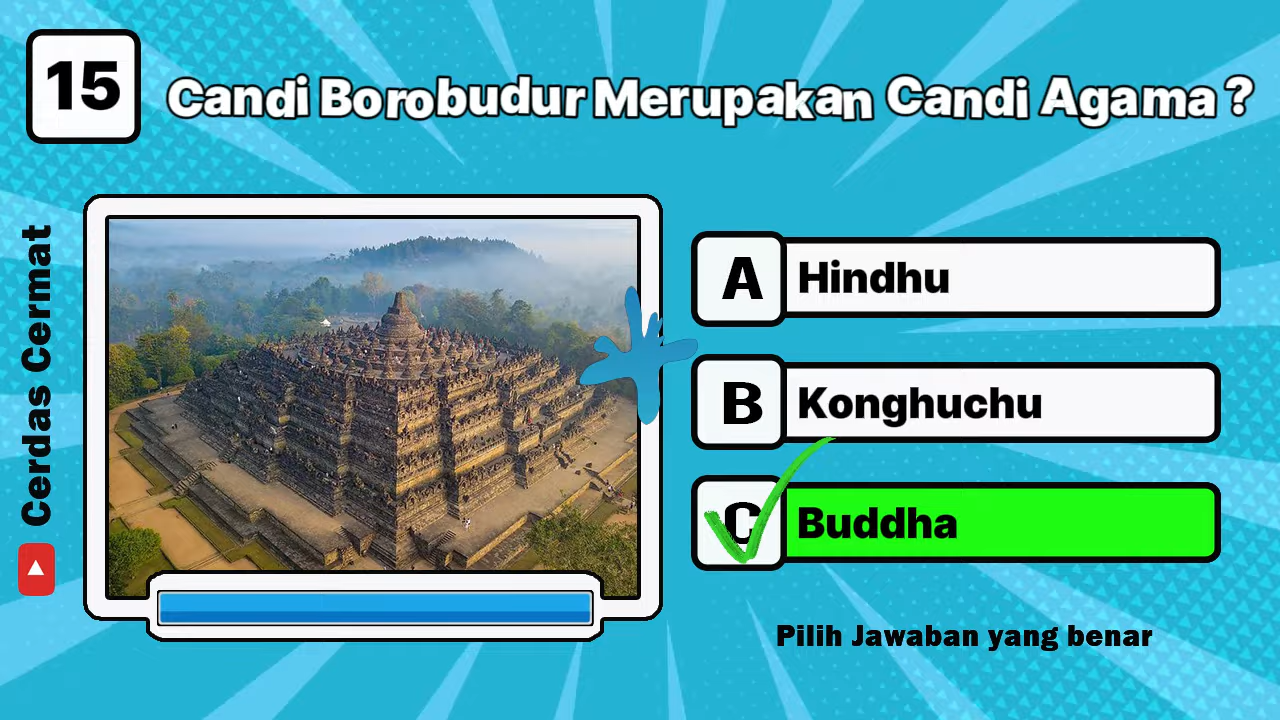 15
Candi Borobudur Merupakan Candi Agama ?
Cerdas Cermat
A
Hindhu
B
Konghuchu
C
Buddha
Pilih Jawaban yang benar